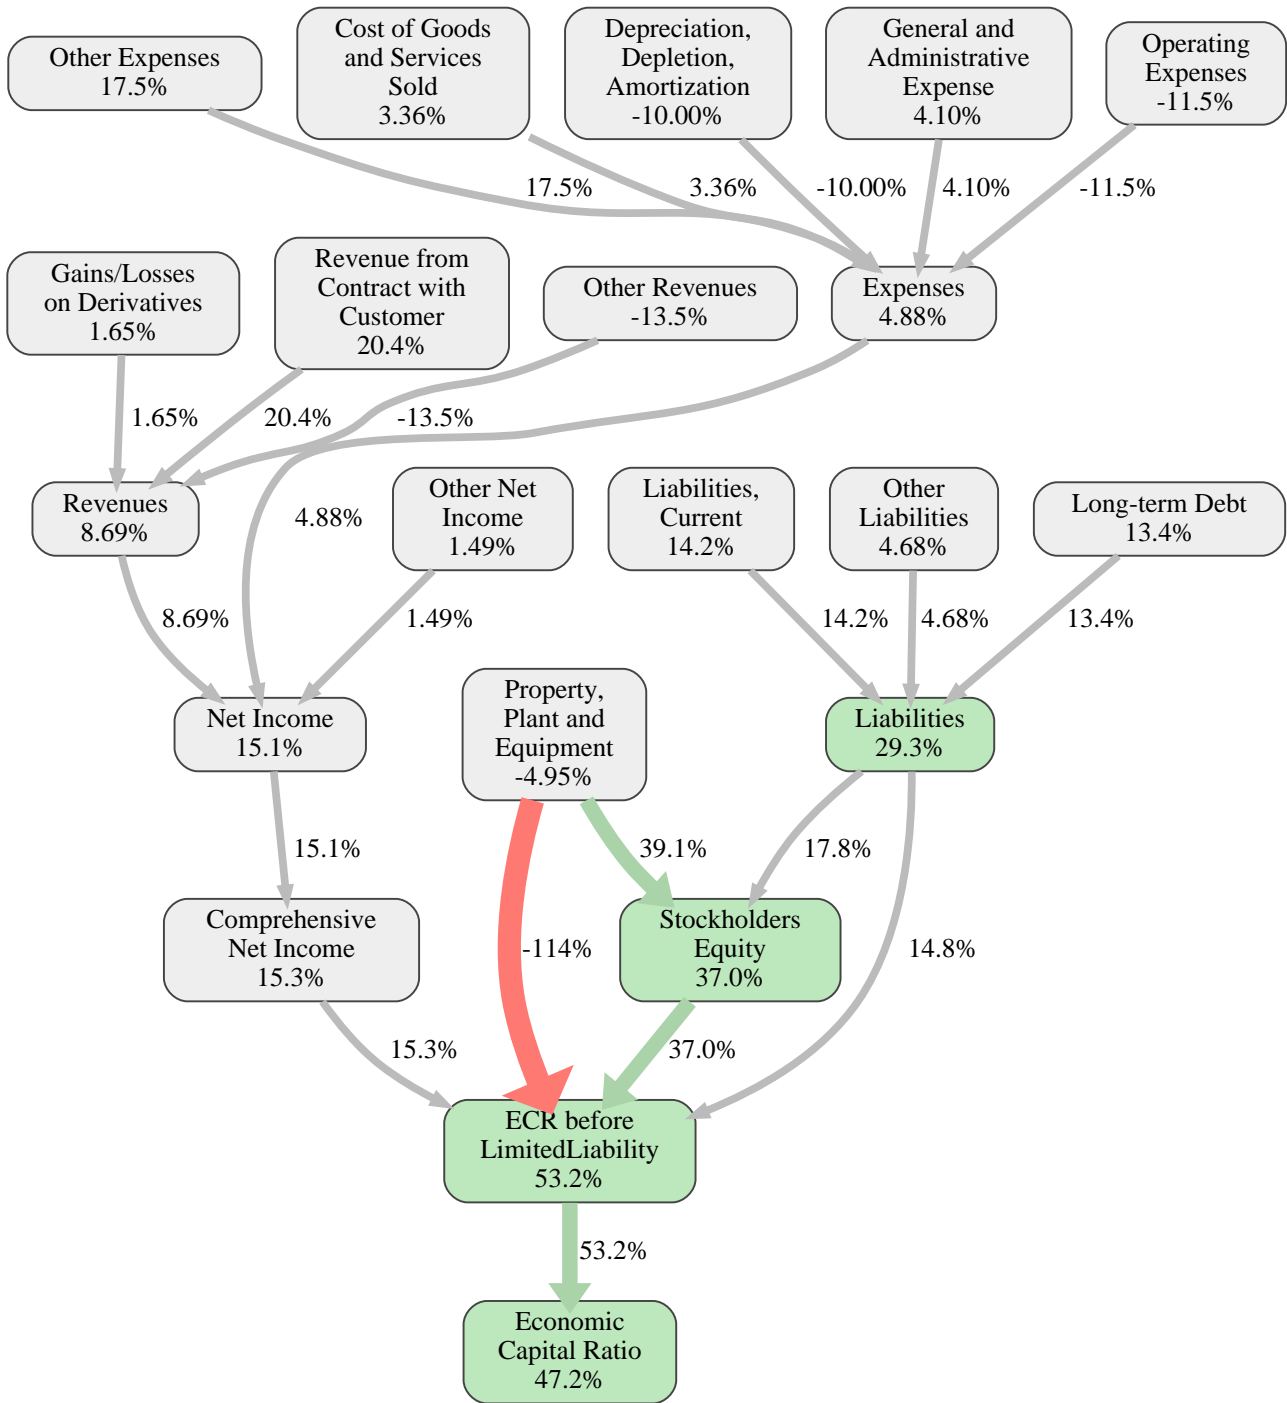 Other Expenses
17.5%
Cost of Goods
and Services
Sold
3.36%
Depreciation,
Depletion,
Amortization
-10.00%
General and
Administrative
Expense
4.10%
Operating
Expenses
-11.5%
17.5%
3.36%
-10.00%
4.10%
-11.5%
Gains/Losses
on Derivatives
1.65%
Revenue from
Contract with
Customer
20.4%
Other Revenues
-13.5%
Expenses
4.88%
1.65%
20.4%
-13.5%
Revenues
8.69%
4.88%
Other Net
Income
1.49%
Liabilities,
Current
14.2%
Other
Liabilities
4.68%
Long-term Debt
13.4%
8.69%
1.49%
14.2%
4.68%
13.4%
Net Income
15.1%
Property,
Plant and
Equipment
-4.95%
Liabilities
29.3%
15.1%
39.1%
17.8%
Comprehensive
Net Income
15.3%
-114%
Stockholders
Equity
37.0%
14.8%
15.3%
37.0%
ECR before
LimitedLiability
53.2%
53.2%
Economic
Capital Ratio
47.2%